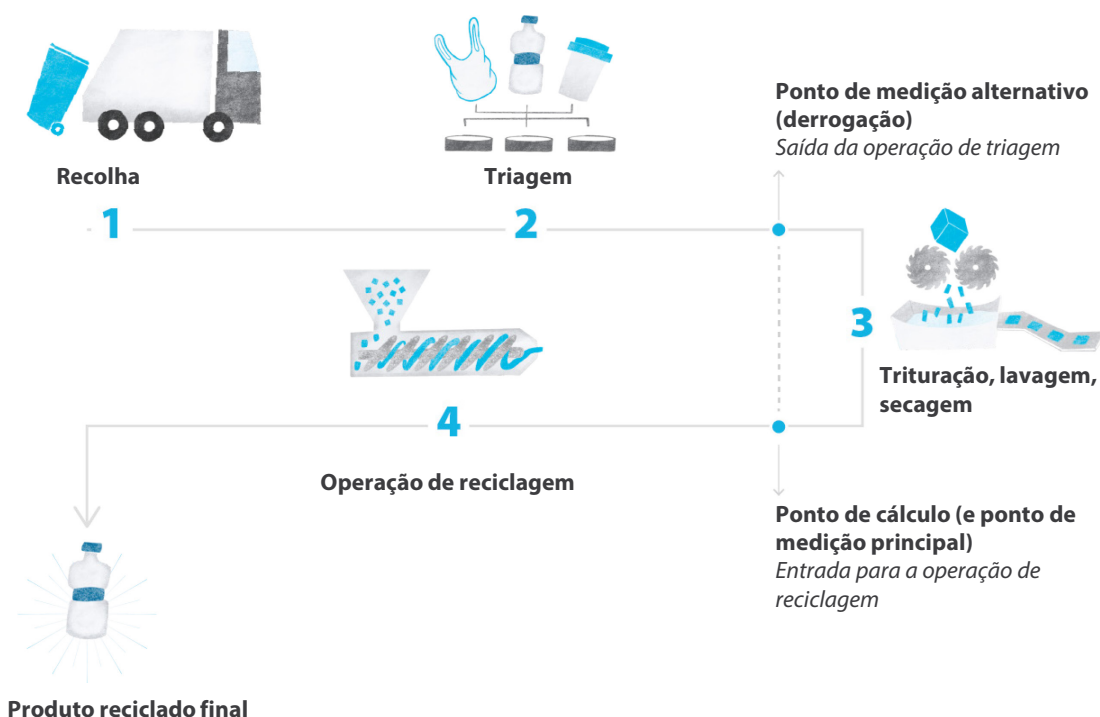 Recolha
1
Triagem
2
Ponto de medição alternativo
(derrogação)
Saída da operação de triagem
3
Trituração, lavagem,
secagem
4
Operação de reciclagem
Ponto de cálculo (e ponto de
medição principal)
Entrada para a operação de
reciclagem
Produto reciclado final